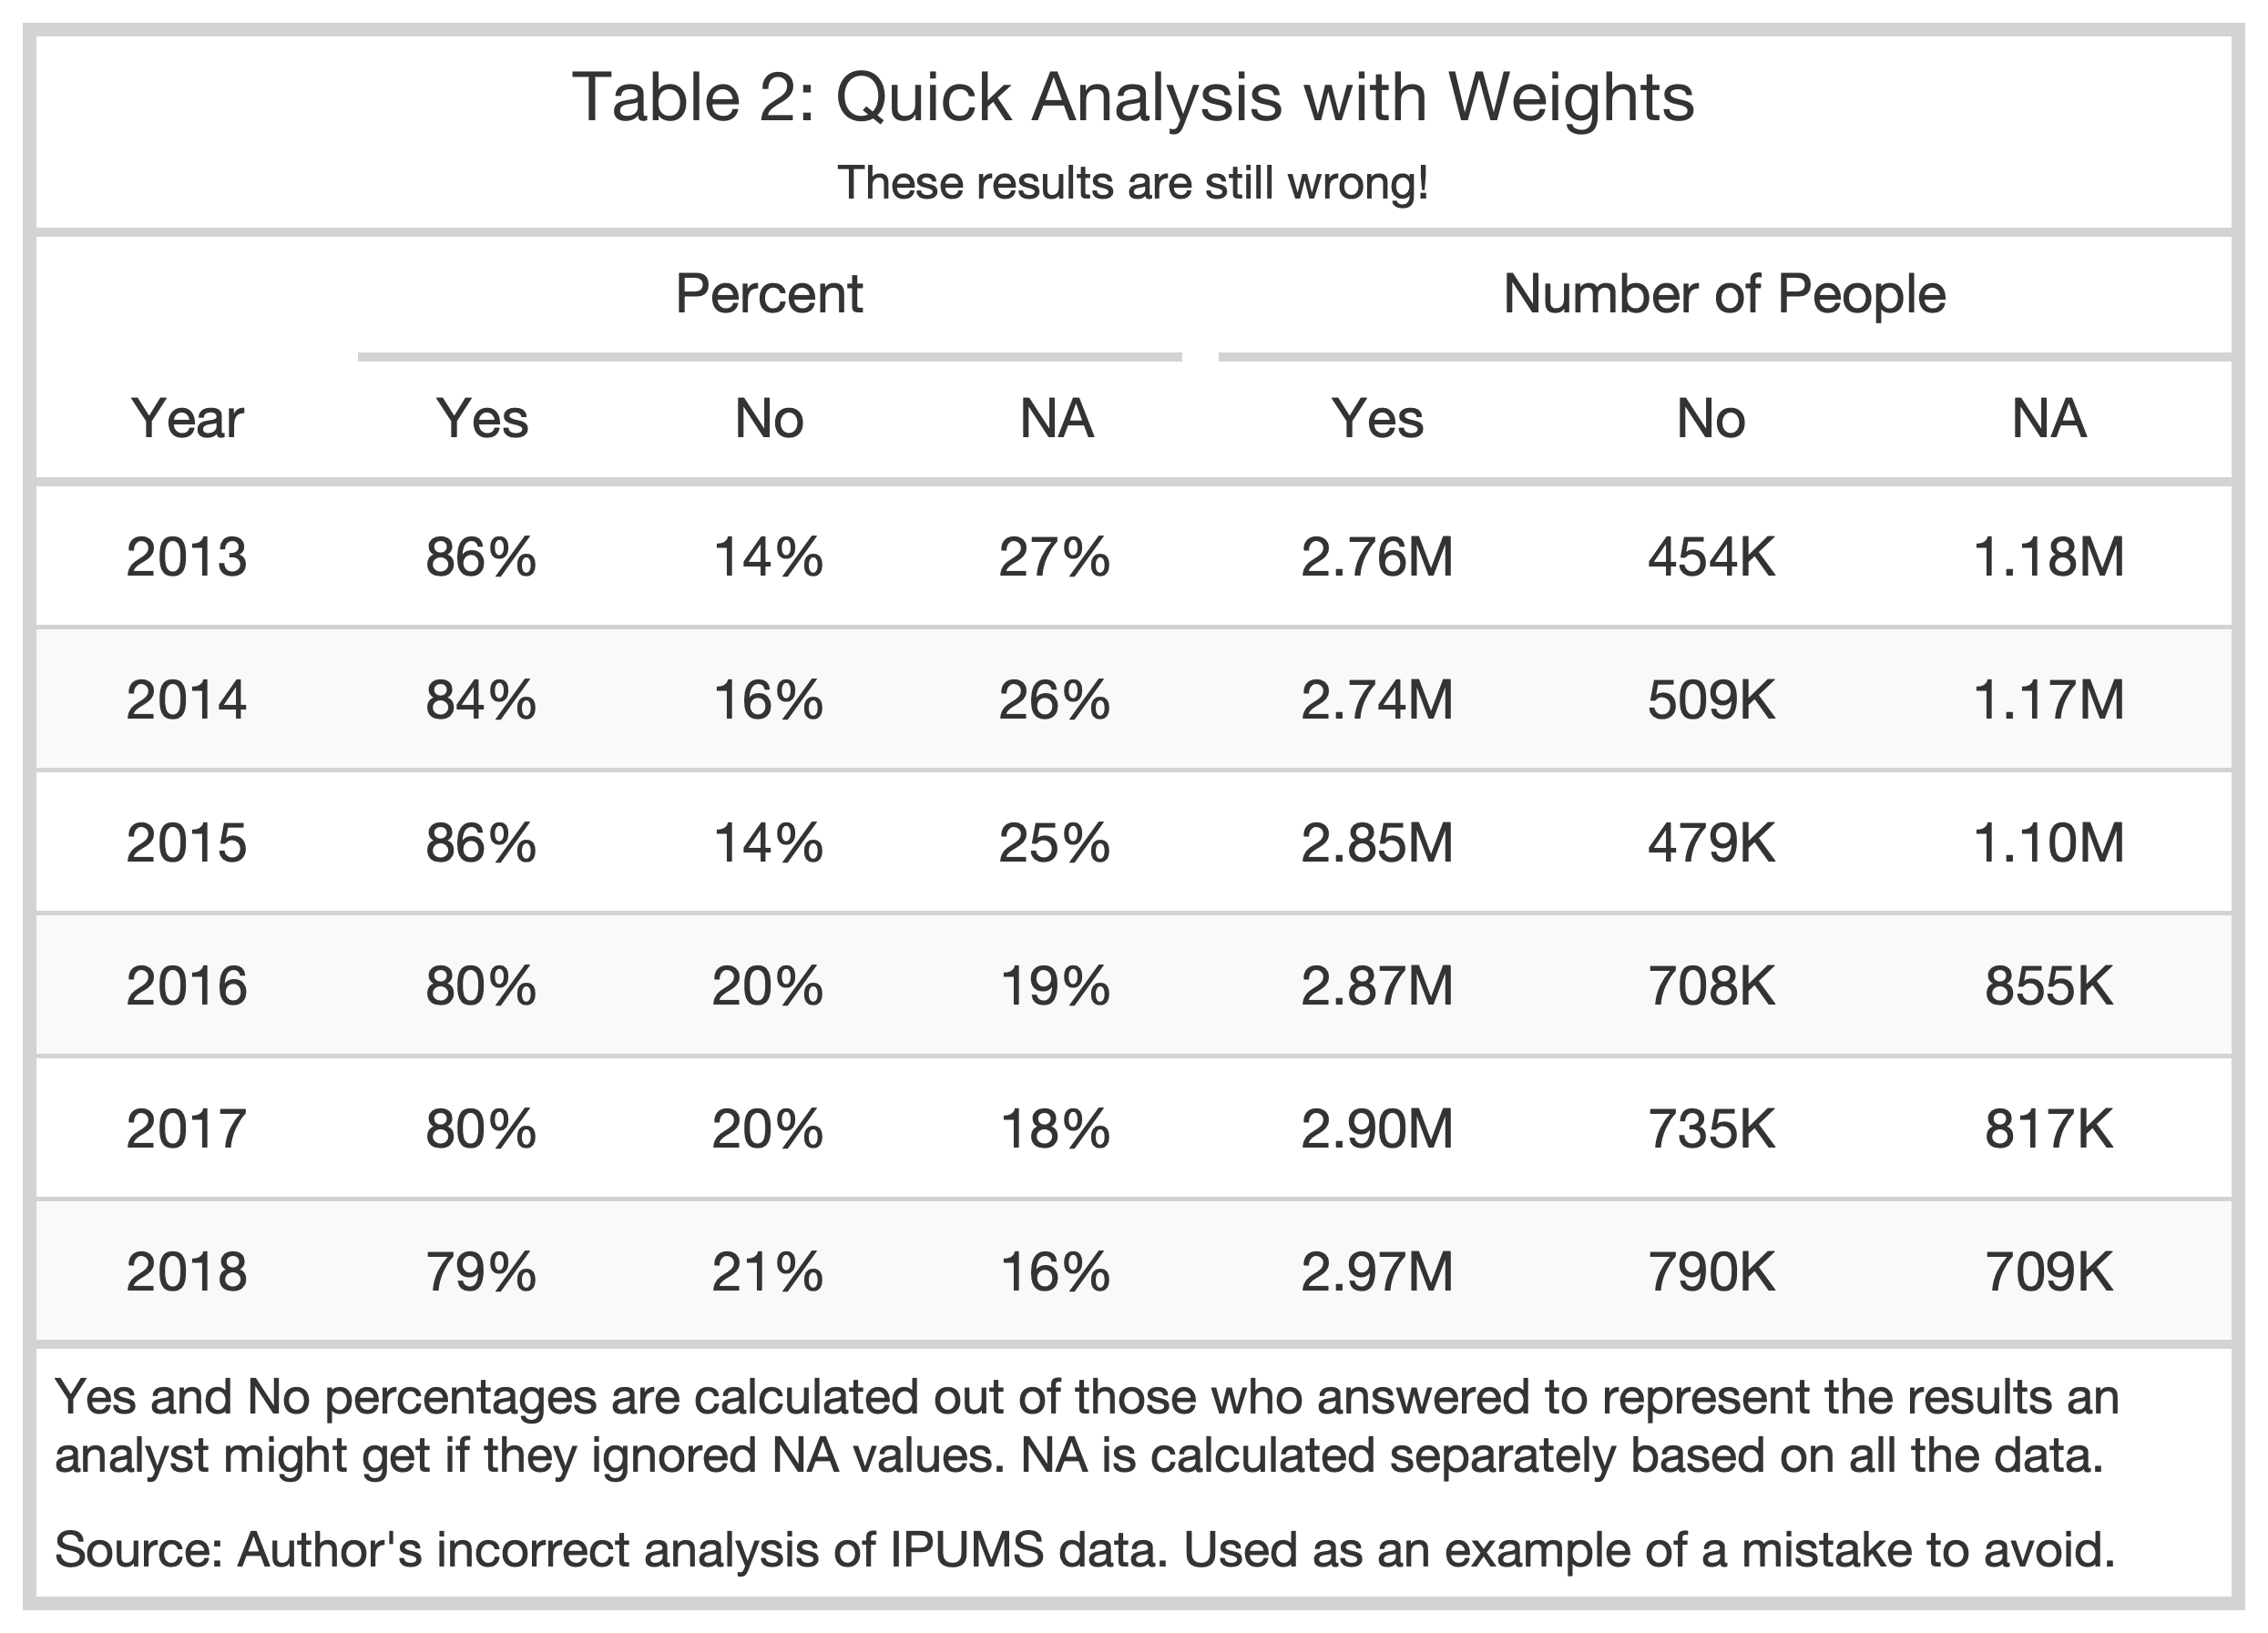 Table 2: Quick Analysis with Weights
These results are still wrong!
Percent Number of People
Year Yes No NA Yes No NA
2013 86% 14% 27% 2.76M 454K 1.18M
2014 84% 16% 26% 2.74M 509K 1.17M
2015 86% 14% 25% 2.85M 479K 1.10M
2016 80% 20% 19% 2.87M 708K 855K
2017 80% 20% 18% 2.90M 735K 817K
2018 79% 21% 16% 2.97M 790K 709K
Yes and No percentages are calculated out of those who answered to represent the results an
analyst might get if they ignored NA values. NA is calculated separately based on all the data.
Source: Author's incorrect analysis of IPUMS data. Used as an example of a mistake to avoid.